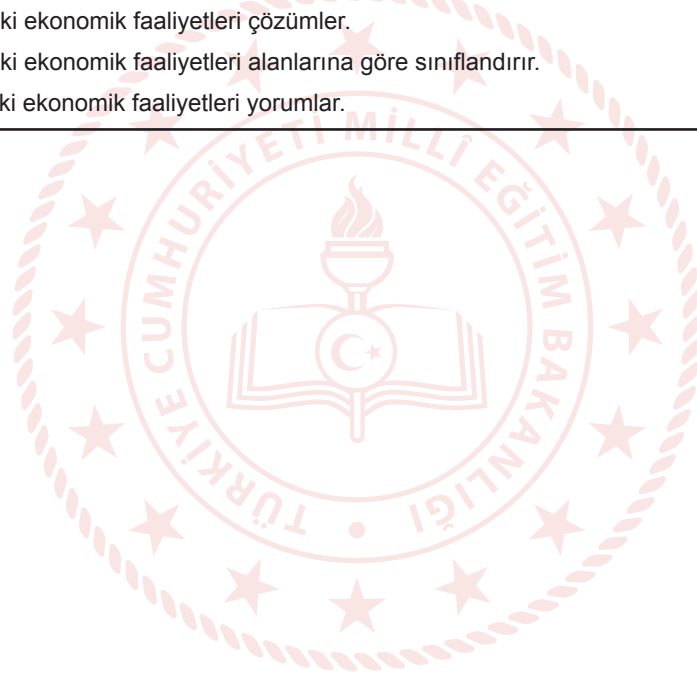 ki ekonomik faaliyetleri çözümler.
ki ekonomik faaliyetleri alanlarına göre sınıflandırır.
ki ekonomik faaliyetleri yorumlar.
TÜRKİYE CUMHURİYETİ MİLLÎ EĞİTİM BAKANLIĞI